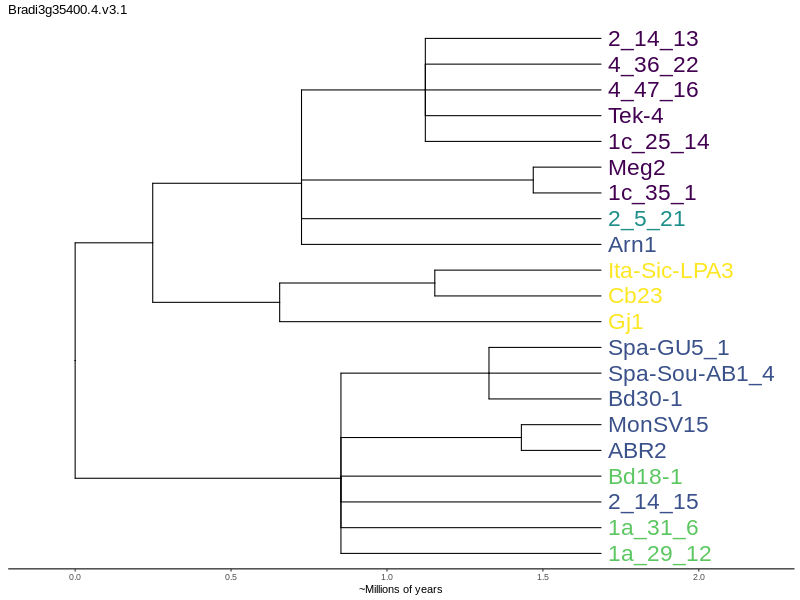 Bradi3g35400.4.v3.1
2_14_13
4_36_22
4_47_16
Tek-4
1c_25_14
Meg2
1c_35_1
2_5_21
Arn1
Ita-Sic-LPA3
Cb23
Gj1
Spa-GU5_1
Spa-Sou-AB1_4
Bd30-1
MonSV15
ABR2
Bd18-1
2_14_15
1a_31_6
1a_29_12
0.0 0.5 1.0 1.5 2.0
~Millions of years